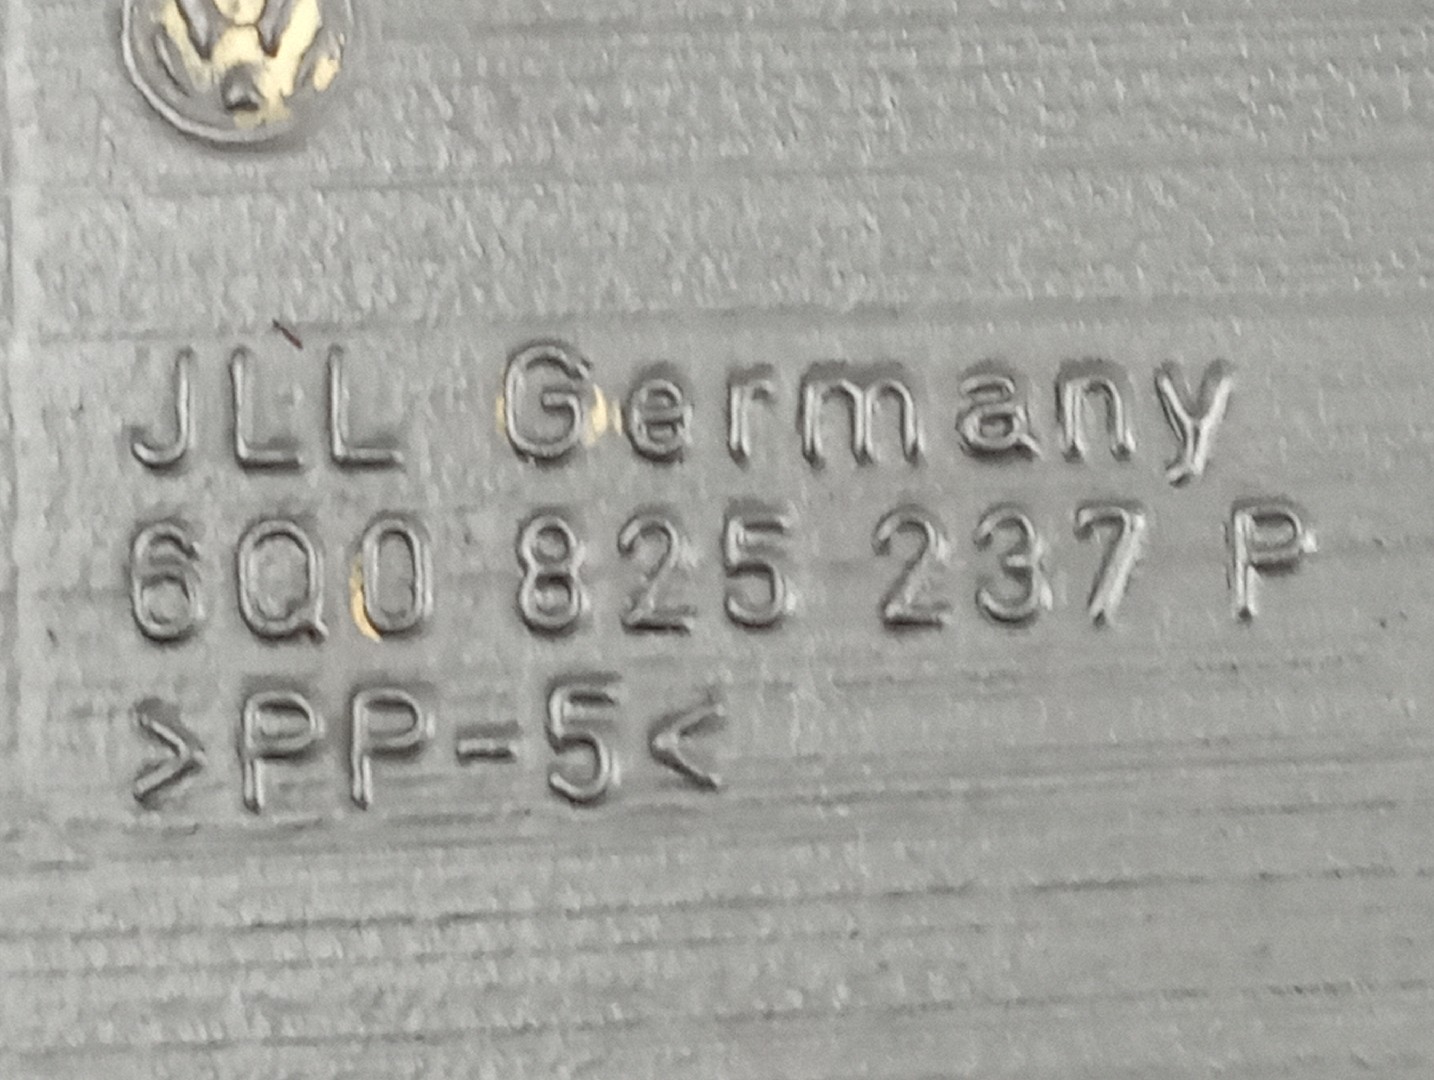 JLL Germany
6Q0 825 237 P
>PP-5<